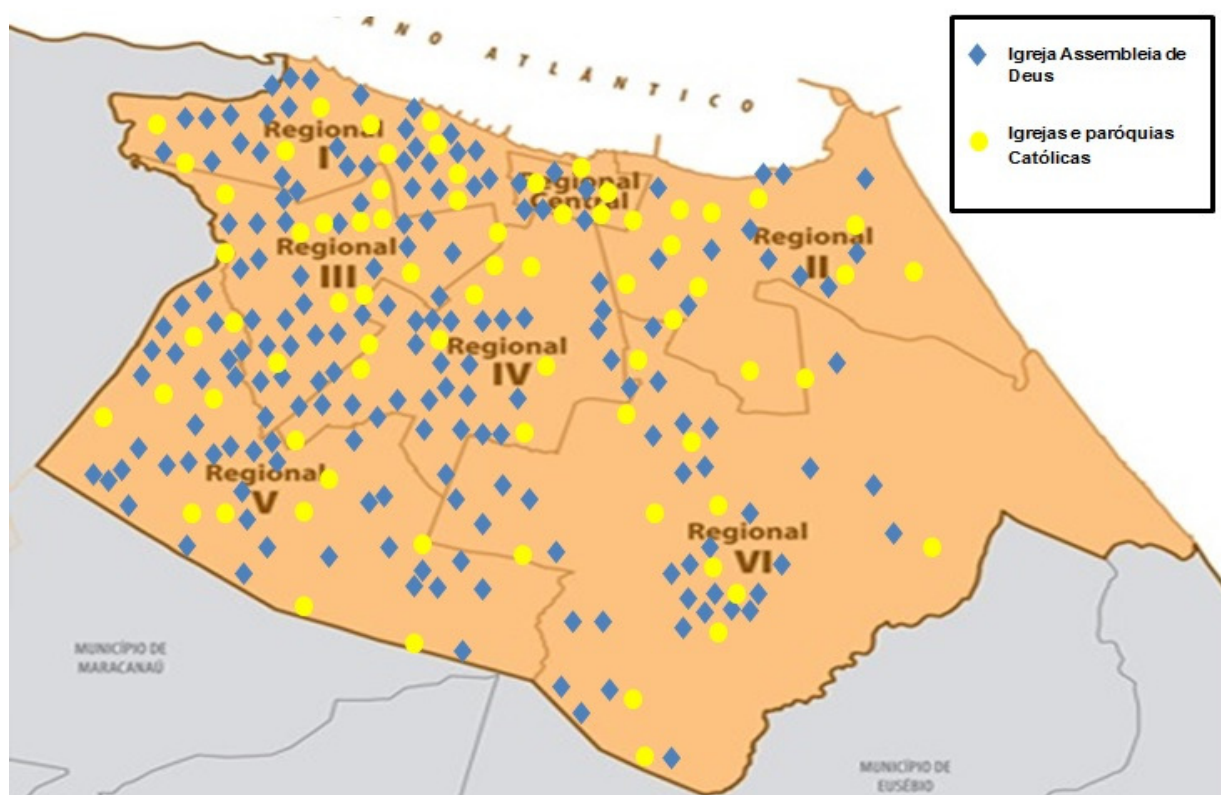 ANO ATLÂNTICO
Igreja Assembleia de
Deus
Igrejas e paróquias
Católicas
Regional
I
Regional
Central
Regional
II
Regional
III
Regional
IV
Regional
V
Regional
VI
MUNICÍPIO DE
MARACANAÚ
MUNICÍPIO DE
EUSÉBIO